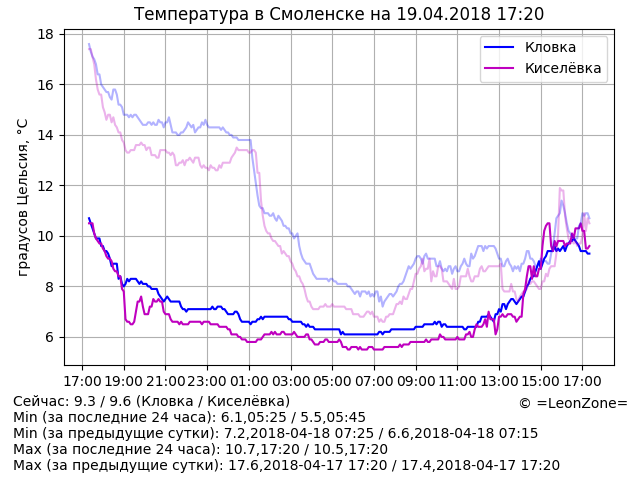 Температура в Смоленске на 19.04.2018 17:20
18
16
14
12
10
8
6
градусов Цельсия, °C
Кловка
Киселёвка
17:00 19:00 21:00 23:00 01:00 03:00 05:00 07:00 09:00 11:00 13:00 15:00 17:00
Сейчас: 9.3 / 9.6 (Кловка / Киселёвка)
© =LeonZone=
Min (за последние 24 часа): 6.1,05:25 / 5.5,05:45
Min (за предыдущие сутки): 7.2,2018-04-18 07:25 / 6.6,2018-04-18 07:15
Max (за последние 24 часа): 10.7,17:20 / 10.5,17:20
Max (за предыдущие сутки): 17.6,2018-04-17 17:20 / 17.4,2018-04-17 17:20